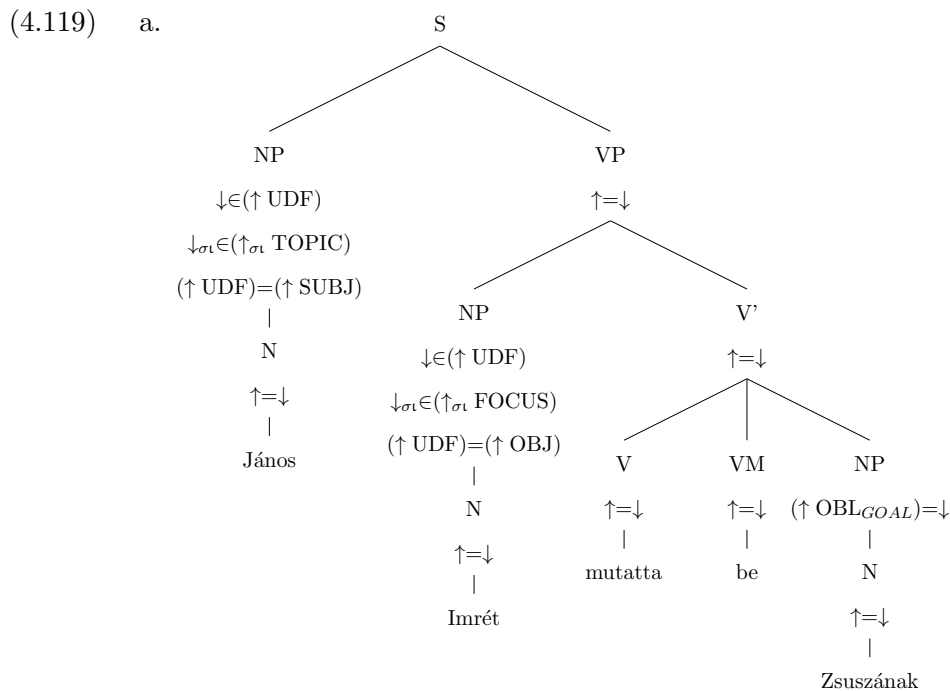 (4.119) a. S
NP VP
↓∈(↑ UDF) ↑=↓
↓σι∈(↑σι TOPIC)
(↑ UDF)=(↑ SUBJ) NP V'
N ↓∈(↑ UDF) ↑=↓
↑=↓ ↓σι∈(↑σι FOCUS)
János (↑ UDF)=(↑ OBJ) V VM NP
N ↑=↓ ↑=↓ (↑ OBL_GOAL)=↓
↑=↓ mutatta be N
Imrét ↑=↓
Zsuszának